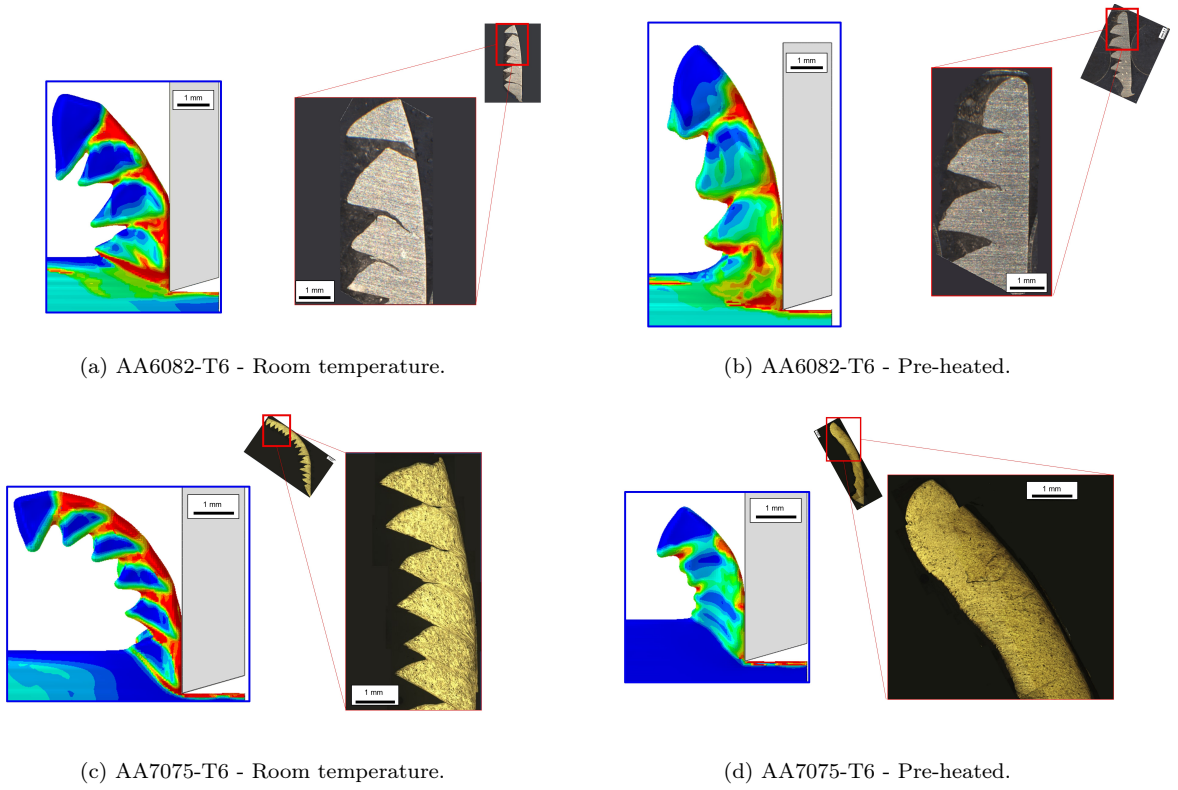 1 mm
1 mm
1 mm
1 mm
(a) AA6082-T6 - Room temperature.
(b) AA6082-T6 - Pre-heated.
1 mm
1 mm
1 mm
1 mm
(c) AA7075-T6 - Room temperature.
(d) AA7075-T6 - Pre-heated.